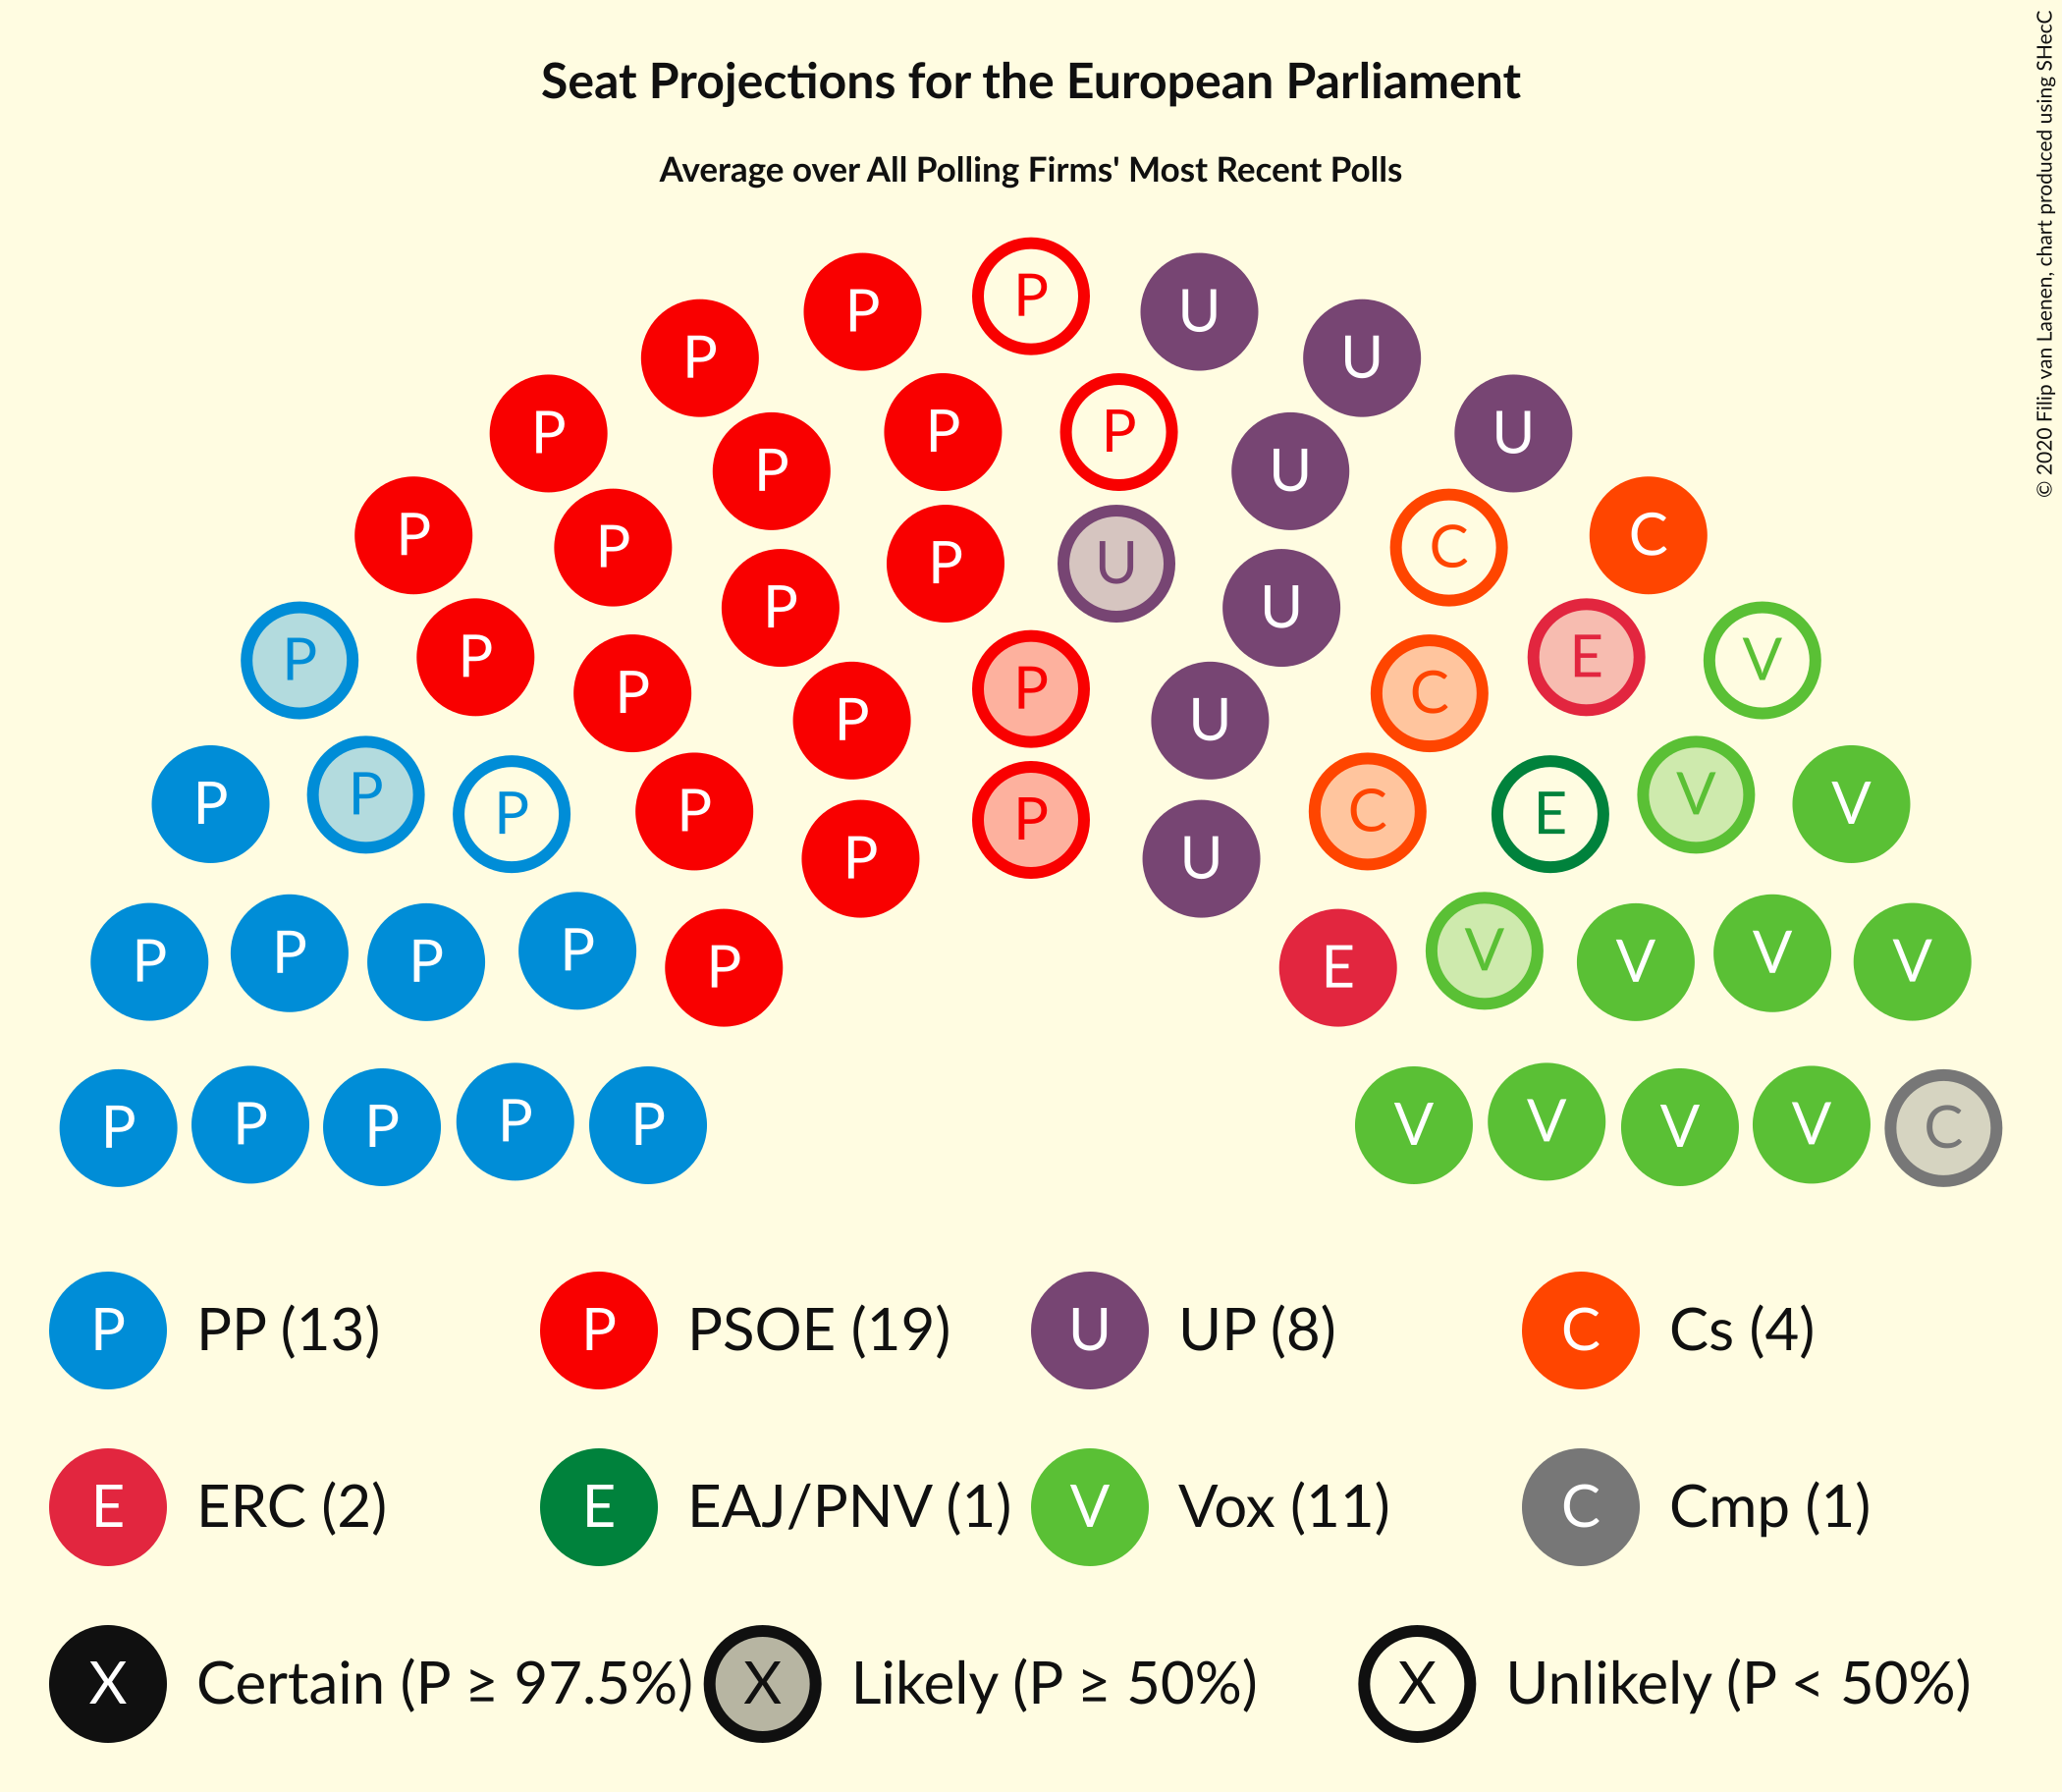 Seat Projections for the European Parliament
Average over All Polling Firms' Most Recent Polls
© 2020 Filip van Laenen, chart produced using SHecC
P P P U U
P P P P U U
P P P U U C C
P P P U E V
P P P P P U C
P P P P P C E V V
P P U
P P P P P E V V V V
P P P P P V V V V C
P PP (13) P PSOE (19) U UP (8) C Cs (4)
E ERC (2) E EAJ/PNV (1) V Vox (11) C Cmp (1)
X Certain (P ≥ 97.5%) X Likely (P ≥ 50%) X Unlikely (P < 50%)